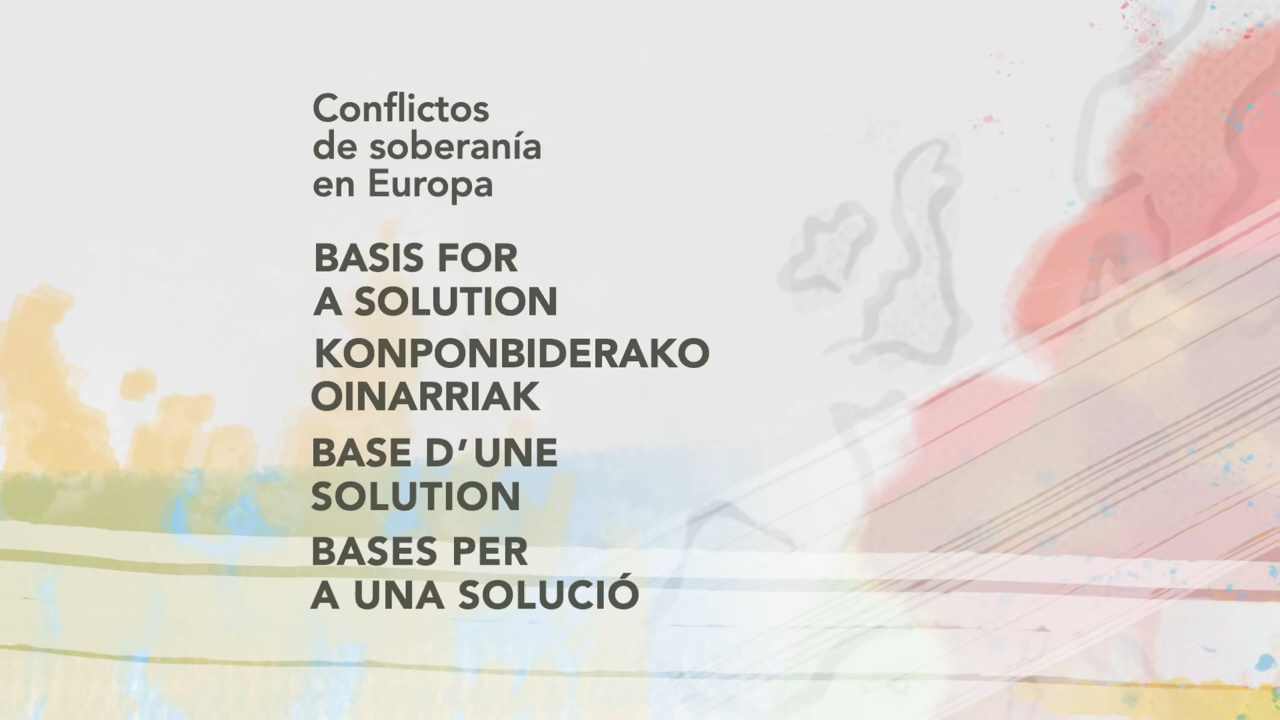 Conflictos
de soberanía
en Europa
BASIS FOR
A SOLUTION
KONPONBIDERAKO
OINARRIAK
BASE D’UNE
SOLUTION
BASES PER
A UNA SOLUCIÓ